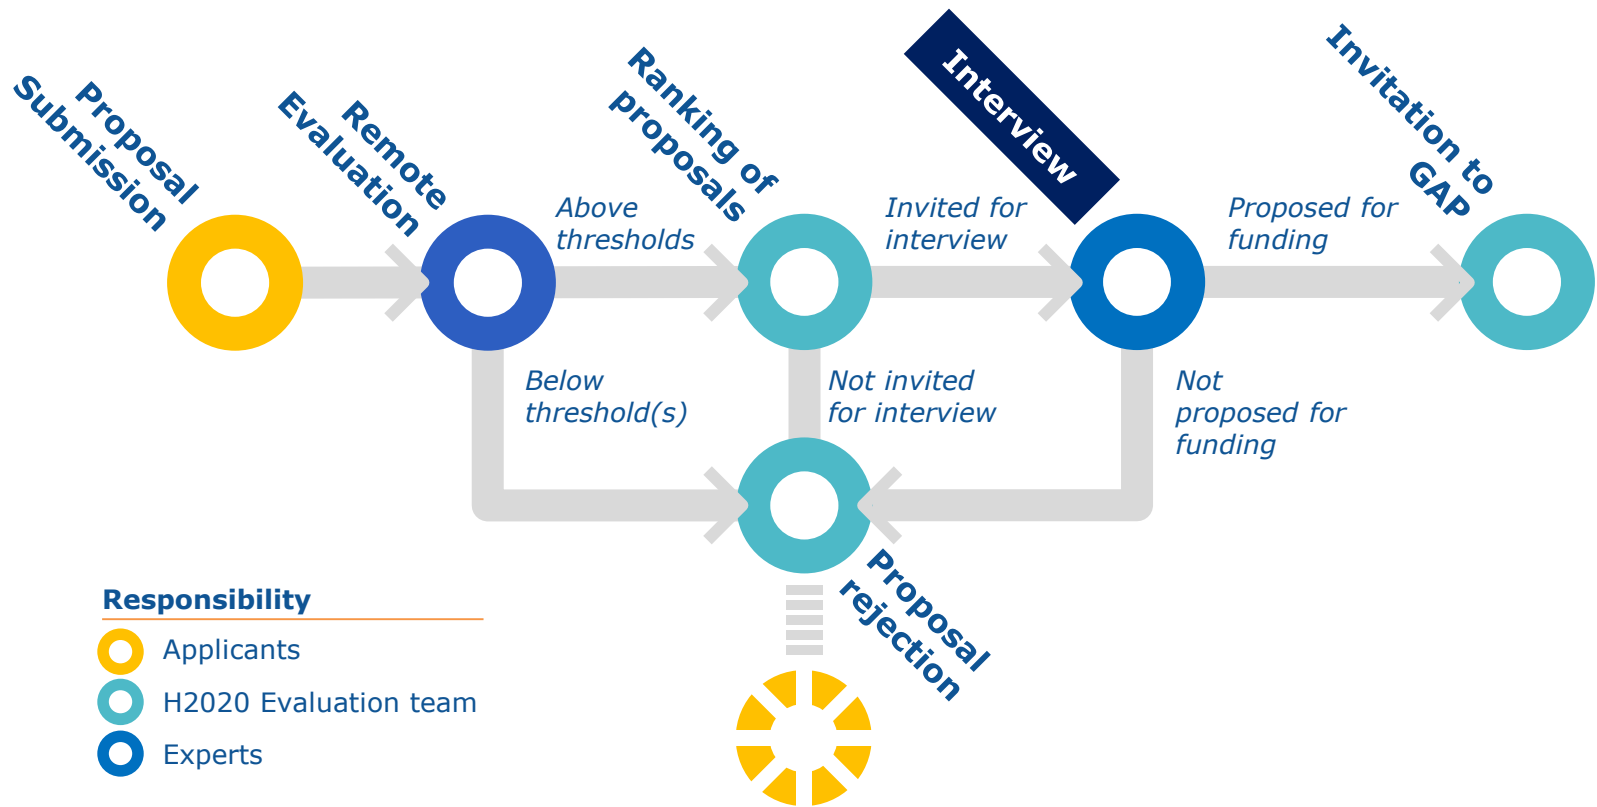 Proposal
Submission
Remote
Evaluation
Ranking of
proposals
Interview
Invitation to
GAP
Above
thresholds
Invited for
interview
Proposed for
funding
Below
threshold(s)
Not invited
for interview
Not
proposed for
funding
Proposal
rejection
Responsibility
Applicants
H2020 Evaluation team
Experts